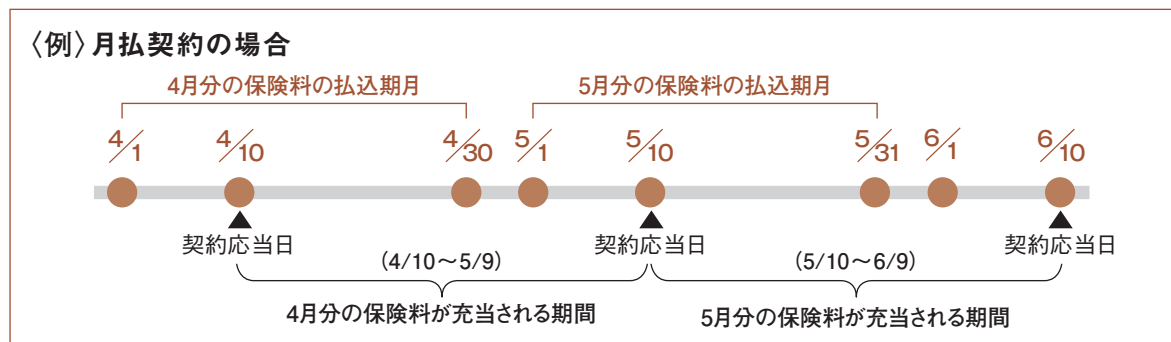 〈例〉月払契約の場合
4月分の保険料の払込期月 5月分の保険料の払込期月
4/1 4/10 4/30 5/1 5/10 5/31 6/1 6/10
契約応当日 契約応当日 契約応当日
(4/10～5/9) (5/10～6/9)
4月分の保険料が充当される期間 5月分の保険料が充当される期間